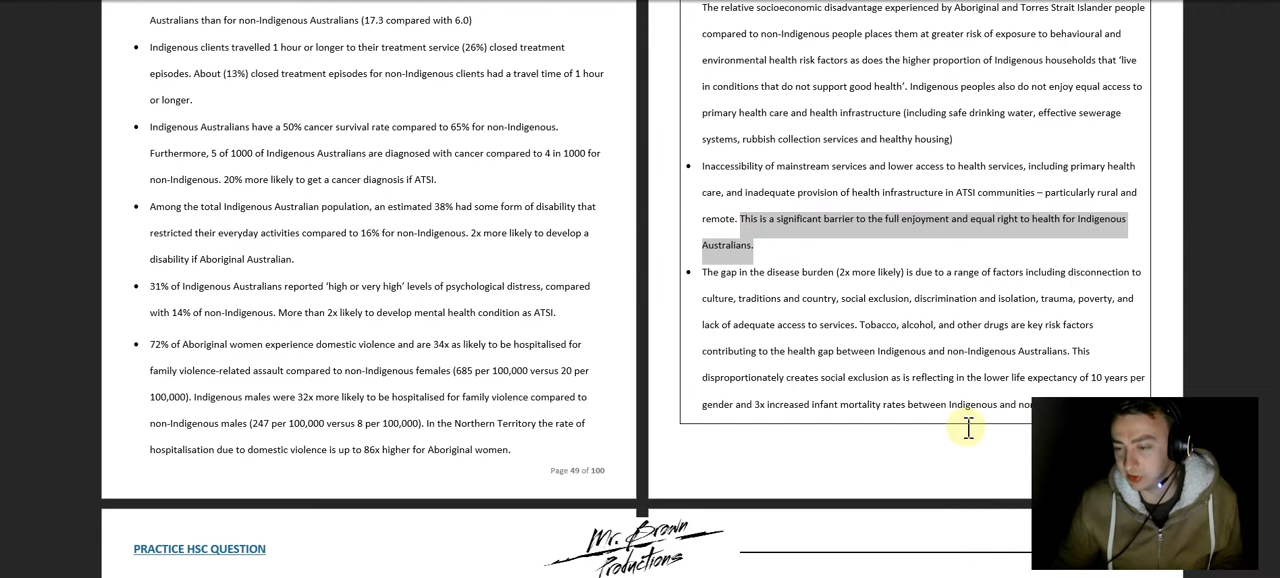 Australians than for non-Indigenous Australians (17.3 compared with 6.0)
• Indigenous clients travelled 1 hour or longer to their treatment service (26%) closed treatment
episodes. About (13%) closed treatment episodes for non-Indigenous clients had a travel time of 1 hour
or longer.
• Indigenous Australians have a 50% cancer survival rate compared to 65% for non-Indigenous.
Furthermore, 5 of 1000 of Indigenous Australians are diagnosed with cancer compared to 4 in 1000 for
non-Indigenous. 20% more likely to get a cancer diagnosis if ATSI.
• Among the total Indigenous Australian population, an estimated 38% had some form of disability that
restricted their everyday activities compared to 16% for non-Indigenous. 2x more likely to develop a
disability if Aboriginal Australian.
• 31% of Indigenous Australians reported ‘high or very high’ levels of psychological distress, compared
with 14% of non-Indigenous. More than 2x likely to develop mental health condition as ATSI.
• 72% of Aboriginal women experience domestic violence and are 34x as likely to be hospitalised for
family violence-related assault compared to non-Indigenous females (685 per 100,000 versus 20 per
100,000). Indigenous males were 32x more likely to be hospitalised for family violence compared to
non-Indigenous males (247 per 100,000 versus 8 per 100,000). In the Northern Territory the rate of
hospitalisation due to domestic violence is up to 86x higher for Aboriginal women.
Page 49 of 100
The relative socioeconomic disadvantage experienced by Aboriginal and Torres Strait Islander people
compared to non-Indigenous people places them at greater risk of exposure to behavioural and
environmental health risk factors as does the higher proportion of Indigenous households that ‘live
in conditions that do not support good health’. Indigenous peoples also do not enjoy equal access to
primary health care and health infrastructure (including safe drinking water, effective sewerage
systems, rubbish collection services and healthy housing)
• Inaccessibility of mainstream services and lower access to health services, including primary health
care, and inadequate provision of health infrastructure in ATSI communities – particularly rural and
remote. This is a significant barrier to the full enjoyment and equal right to health for Indigenous
Australians.
• The gap in the disease burden (2x more likely) is due to a range of factors including disconnection to
culture, traditions and country, social exclusion, discrimination and isolation, trauma, poverty, and
lack of adequate access to services. Tobacco, alcohol, and other drugs are key risk factors
contributing to the health gap between Indigenous and non-Indigenous Australians. This
disproportionately creates social exclusion as is reflecting in the lower life expectancy of 10 years per
gender and 3x increased infant mortality rates between Indigenous and
PRACTICE HSC QUESTION
Mr. Brown
Productions